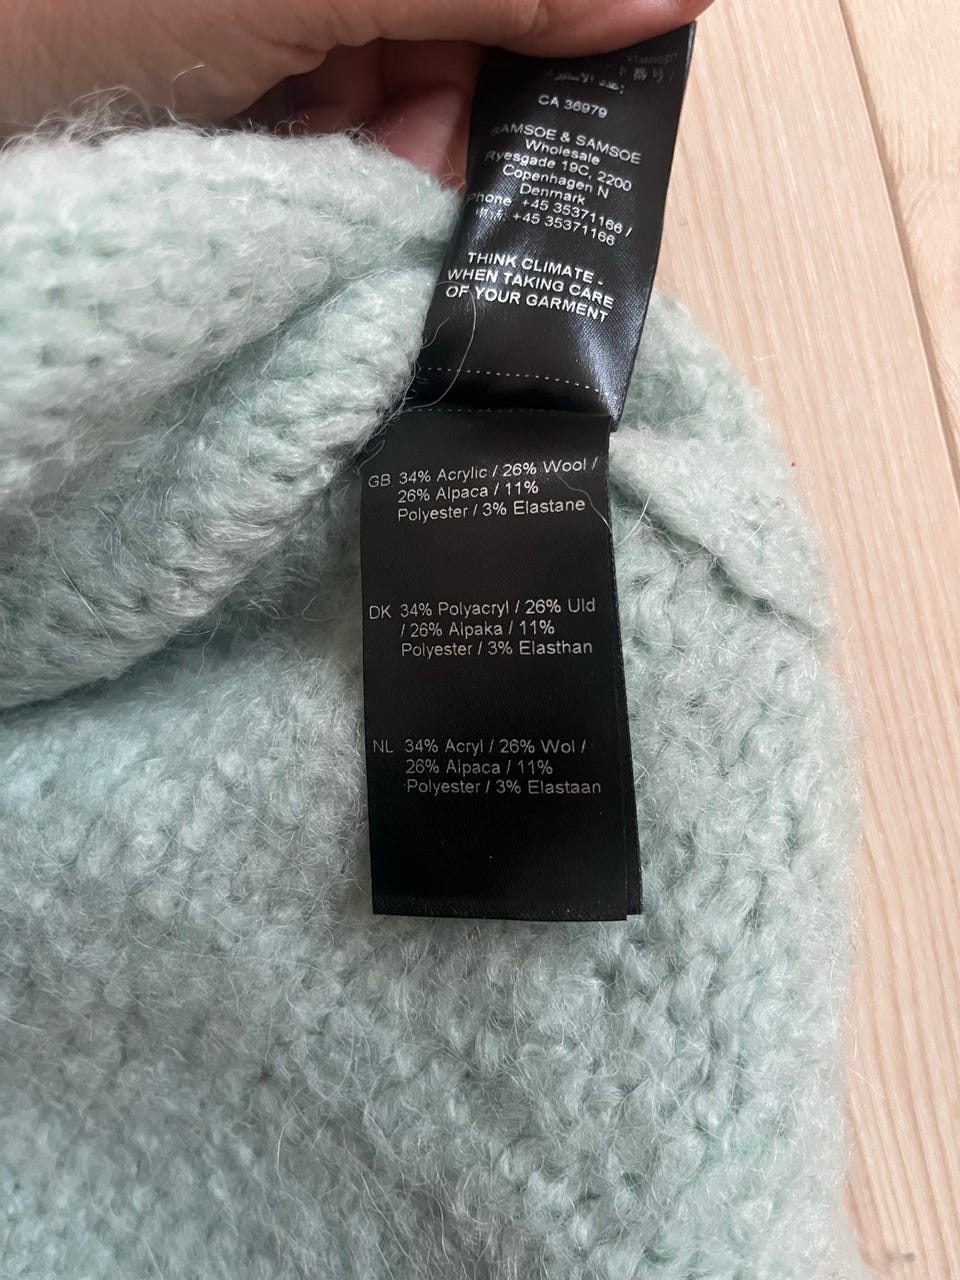 CA 36979
SAMSOE & SAMSOE
Wholesale
Ryesgade 19C, 2200
Copenhagen N
Denmark
Phone: +45 35371166 /
+45 35371166
THINK CLIMATE -
WHEN TAKING CARE
OF YOUR GARMENT
GB 34% Acrylic / 26% Wool /
26% Alpaca / 11%
Polyester / 3% Elastane
DK 34% Polyacryl / 26% Uld
/ 26% Alpaka / 11%
Polyester / 3% Elasthan
NL 34% Acryl / 26% Wol /
26% Alpaca / 11%
Polyester / 3% Elastaan